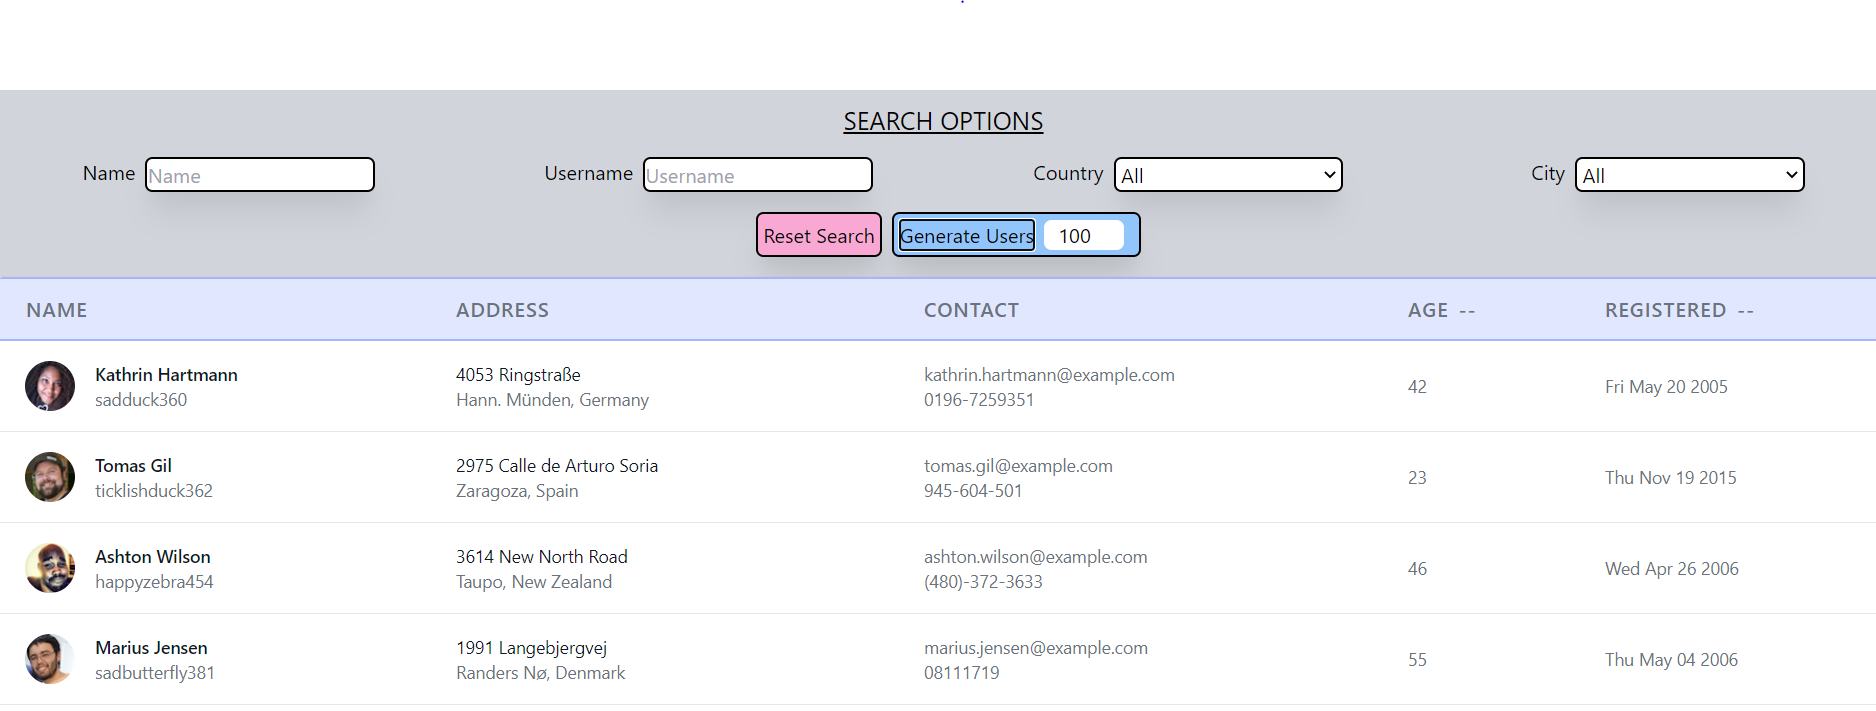 SEARCH OPTIONS
Name Name Username Username Country All City All
Reset Search Generate Users 100
NAME ADDRESS CONTACT AGE -- REGISTERED --
Kathrin Hartmann 4053 Ringstraße kathrin.hartmann@example.com 42 Fri May 20 2005
sadduck360 Hann. Münden, Germany 0196-7259351
Tomas Gil 2975 Calle de Arturo Soria tomas.gil@example.com 23 Thu Nov 19 2015
ticklishduck362 Zaragoza, Spain 945-604-501
Ashton Wilson 3614 New North Road ashton.wilson@example.com 46 Wed Apr 26 2006
happyzebra454 Taupo, New Zealand (480)-372-3633
Marius Jensen 1991 Langebjergvej marius.jensen@example.com 55 Thu May 04 2006
sadbutterfly381 Randers Nø, Denmark 08111719